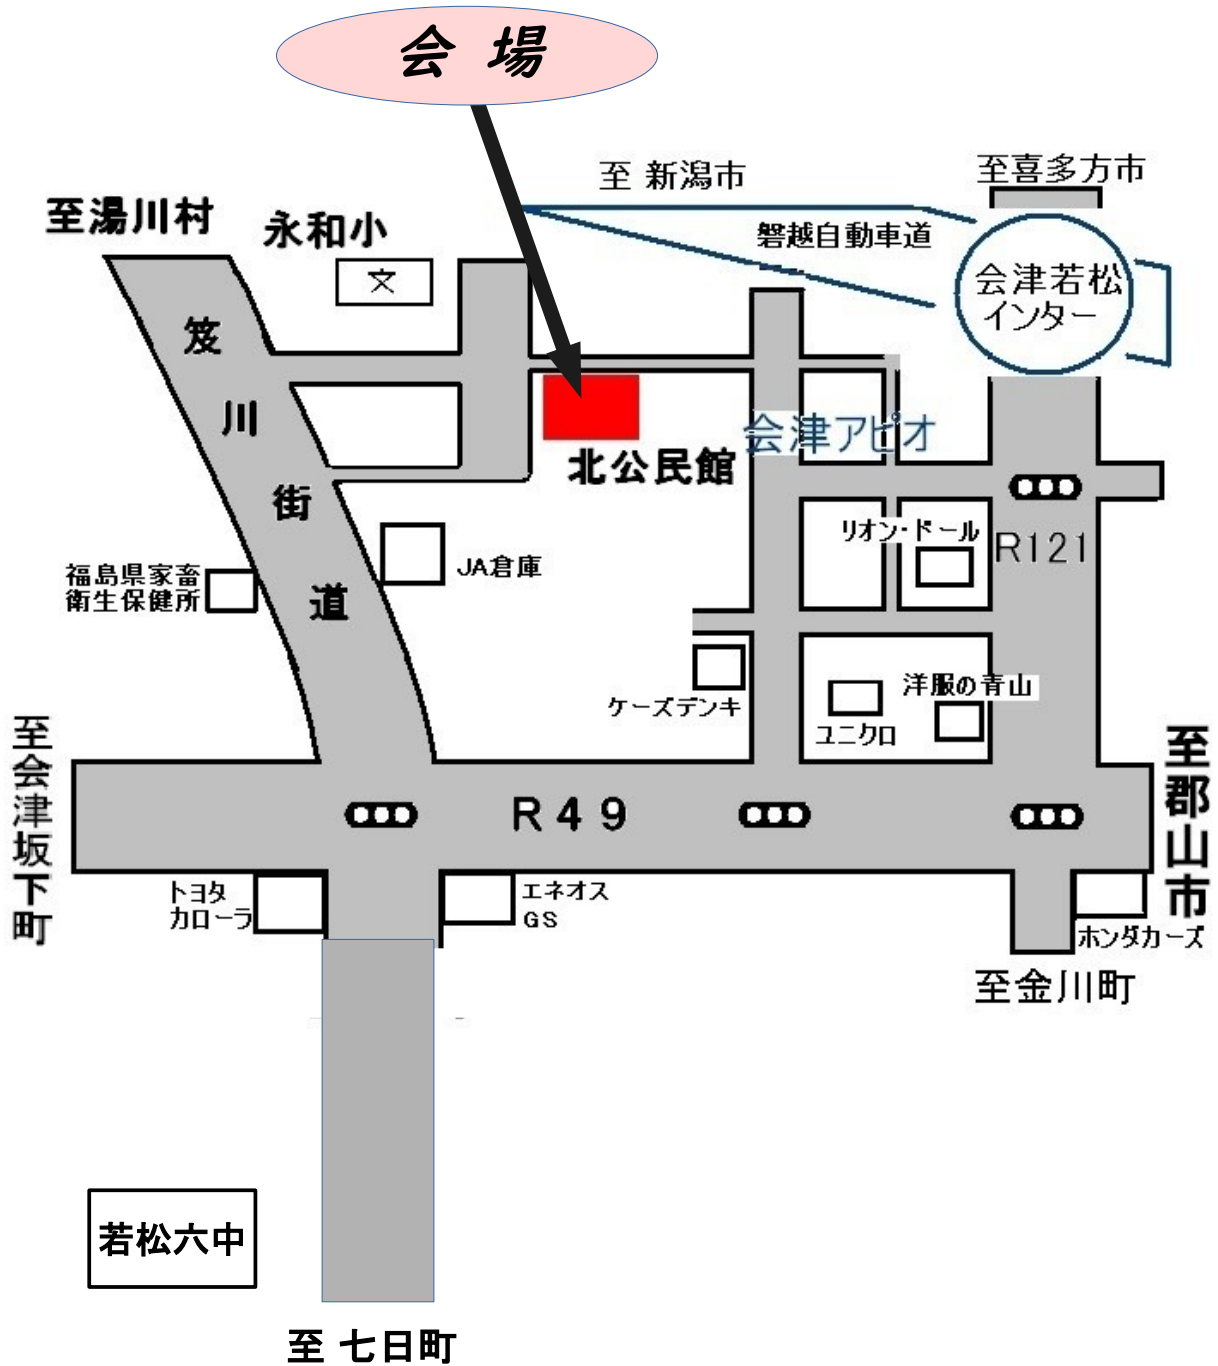 会 場
至 新潟市
至喜多方市
至湯川村
永和小
磐越自動車道
文
会津若松
インター
笈川街道
会津アピオ
北公民館
リオン・ドール
R121
JA倉庫
福島県家畜
衛生保健所
洋服の青山
ケーズデンキ
ユニクロ
至会津坂下町
至郡山市
R49
トヨタ
カローラ
エネオス
GS
ホンダカーズ
至金川町
若松六中
至 七日町